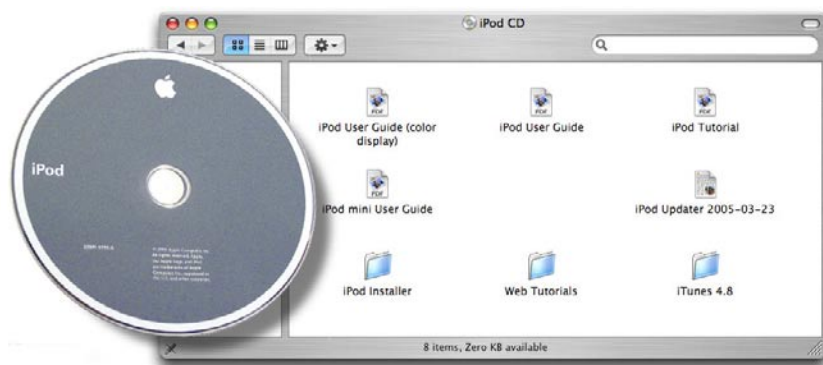 iPod CD
iPod User Guide (color
display)
iPod User Guide
iPod Tutorial
iPod mini User Guide
iPod Updater 2005-03-23
iPod Installer
Web Tutorials
iTunes 4.8
8 items, Zero KB available
iPod